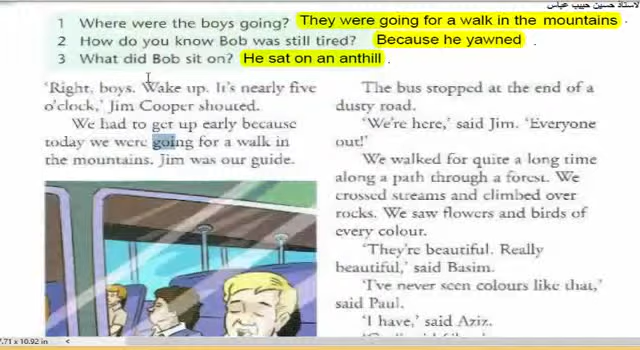 الاستاذ حسين حبيب عباس
1 Where were the boys going? They were going for a walk in the mountains .
2 How do you know Bob was still tired? Because he yawned .
3 What did Bob sit on? He sat on an anthill .
'Right, boys. Wake up. It's nearly five
o'clock,' Jim Cooper shouted.
We had to get up early because
today we were going for a walk in
the mountains. Jim was our guide.
The bus stopped at the end of a
dusty road.
'We're here,' said Jim. 'Everyone
out!'
We walked for quite a long time
along a path through a forest. We
crossed streams and climbed over
rocks. We saw flowers and birds of
every colour.
'They're beautiful. Really
beautiful,' said Basim.
'I've never seen colours like that,'
said Paul.
'I have,' said Aziz.
7.71 x 10.92 in